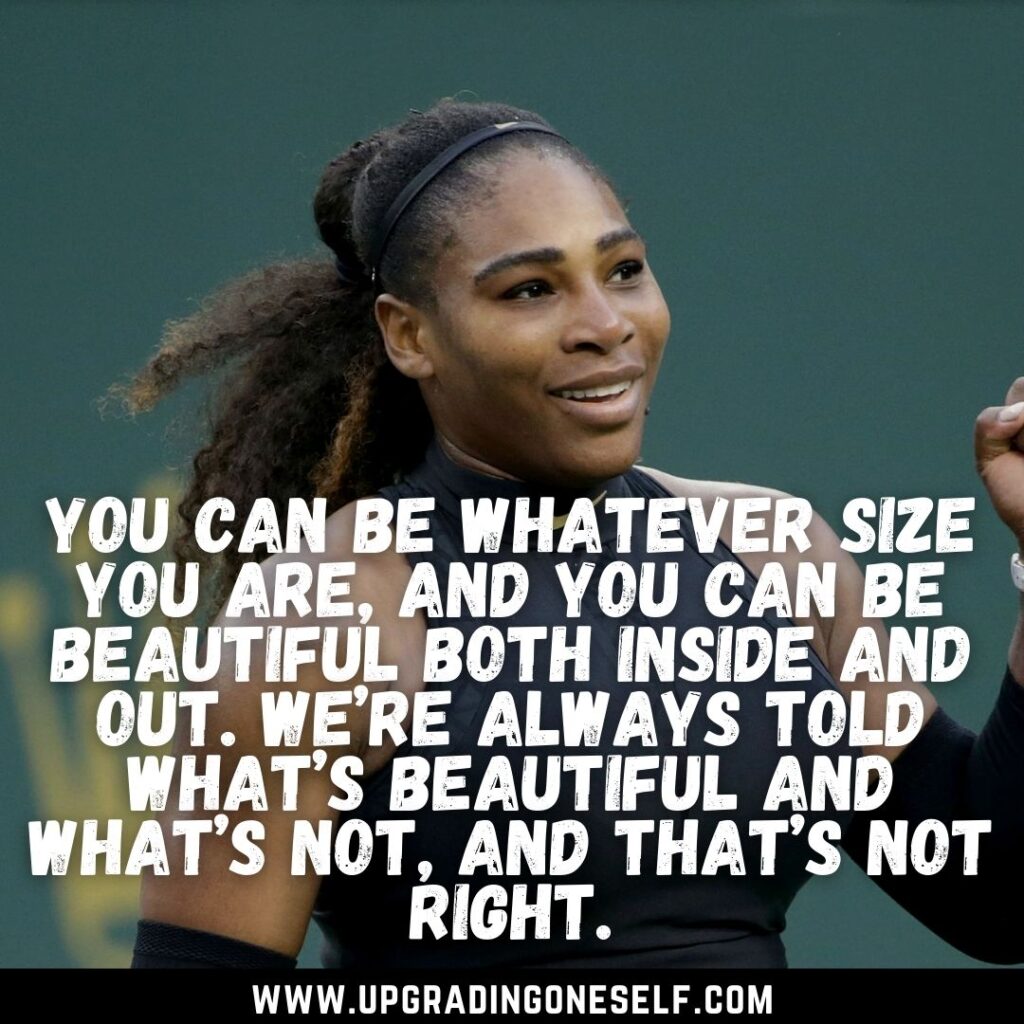 YOU CAN BE WHATEVER SIZE
YOU ARE, AND YOU CAN BE
BEAUTIFUL BOTH INSIDE AND
OUT. WE'RE ALWAYS TOLD
WHAT'S BEAUTIFUL AND
WHAT'S NOT, AND THAT'S NOT
RIGHT.
WWW.UPGRADINGONESELF.COM